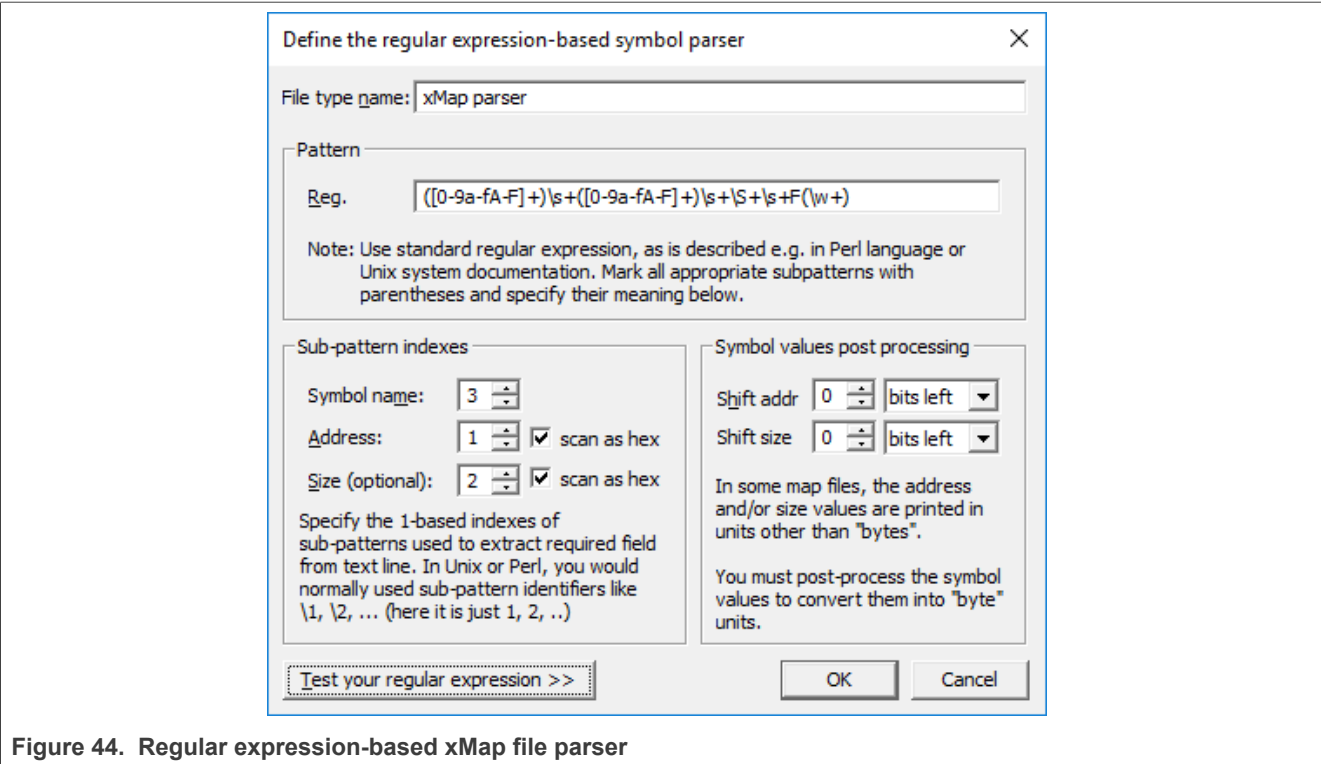 Define the regular expression-based symbol parser
File type name: xMap parser
Pattern
Reg. ([0-9a-fA-F]+)\s+([0-9a-fA-F]+)\s+\S+\s+F(\w+)
Note: Use standard regular expression, as is described e.g. in Perl language or
Unix system documentation. Mark all appropriate subpatterns with
parentheses and specify their meaning below.
Sub-pattern indexes
Symbol name: 3
Address: 1 scan as hex
Size (optional): 2 scan as hex
Specify the 1-based indexes of
sub-patterns used to extract required field
from text line. In Unix or Perl, you would
normally used sub-pattern identifiers like
\1, \2, ... (here it is just 1, 2, ..)
Symbol values post processing
Shift addr 0 bits left
Shift size 0 bits left
In some map files, the address
and/or size values are printed in
units other than "bytes".
You must post-process the symbol
values to convert them into "byte"
units.
Test your regular expression >>
OK
Cancel
Figure 44. Regular expression-based xMap file parser